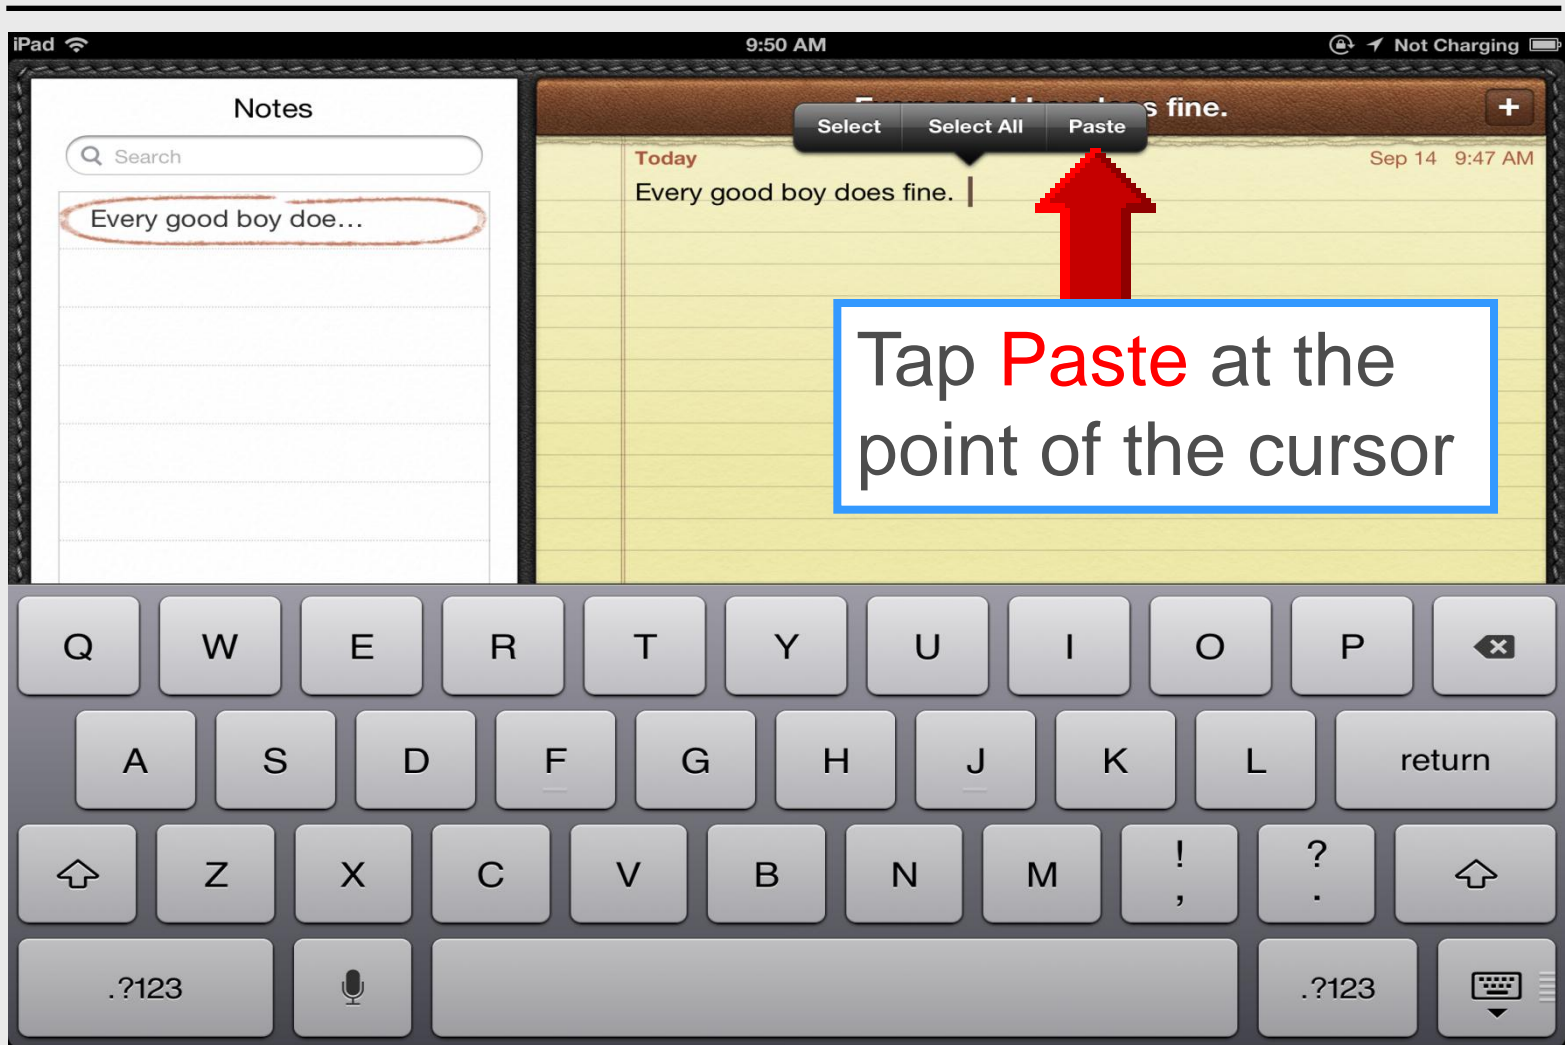 iPad 9:50 AM Not Charging
Notes
Search
Every good boy doe...
s fine.
Select Select All Paste
Today Sep 14 9:47 AM
Every good boy does fine.
Tap Paste at the
point of the cursor
Q W E R T Y U I O P
A S D F G H J K L return
Z X C V B N M ! , ? .
.?123 .?123